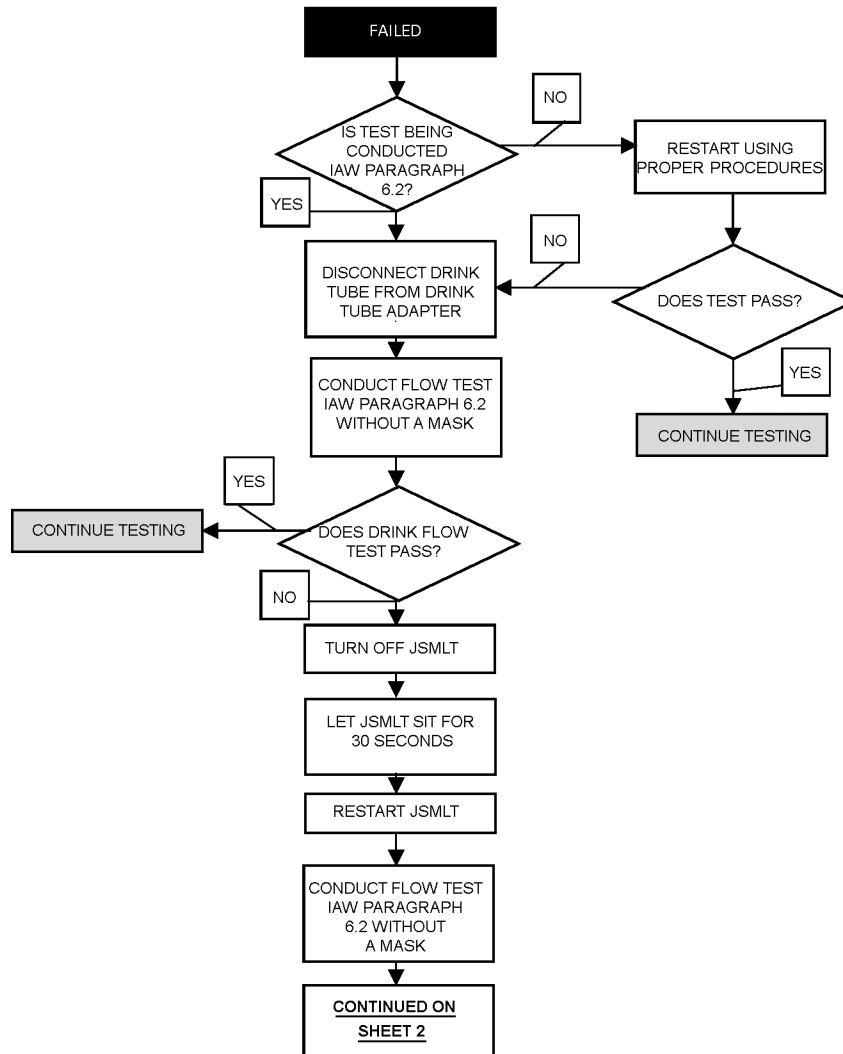 FAILED
NO
IS TEST BEING
CONDUCTED
IAW PARAGRAPH
6.2?
RESTART USING
PROPER PROCEDURES
YES
NO
DISCONNECT DRINK
TUBE FROM DRINK
TUBE ADAPTER
DOES TEST PASS?
YES
CONDUCT FLOW TEST
IAW PARAGRAPH 6.2
WITHOUT A MASK
CONTINUE TESTING
YES
CONTINUE TESTING
DOES DRINK FLOW
TEST PASS?
NO
TURN OFF JSMLT
LET JSMLT SIT FOR
30 SECONDS
RESTART JSMLT
CONDUCT FLOW TEST
IAW PARAGRAPH
6.2 WITHOUT
A MASK
CONTINUED ON
SHEET 2